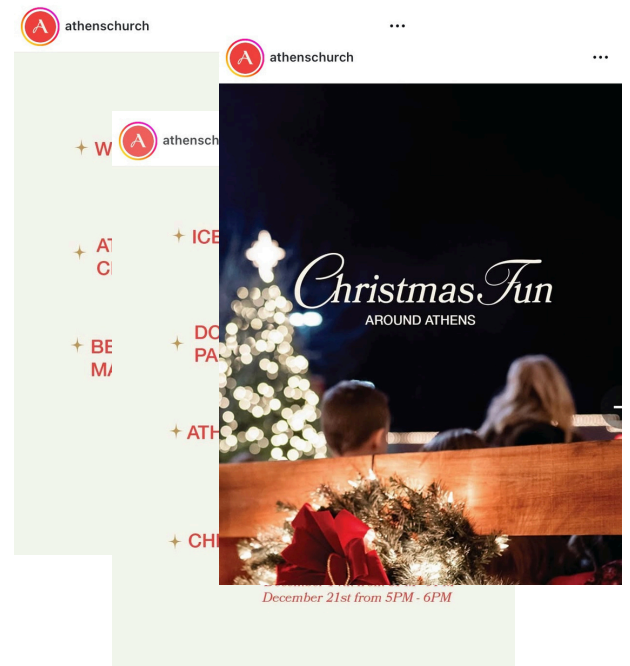 athenschurch
athenschurch
athensch
W
AT
ICE
Christmas Fun
AROUND ATHENS
DO
PA
BE
MA
ATH
CHI
December 21st from 5PM - 6PM